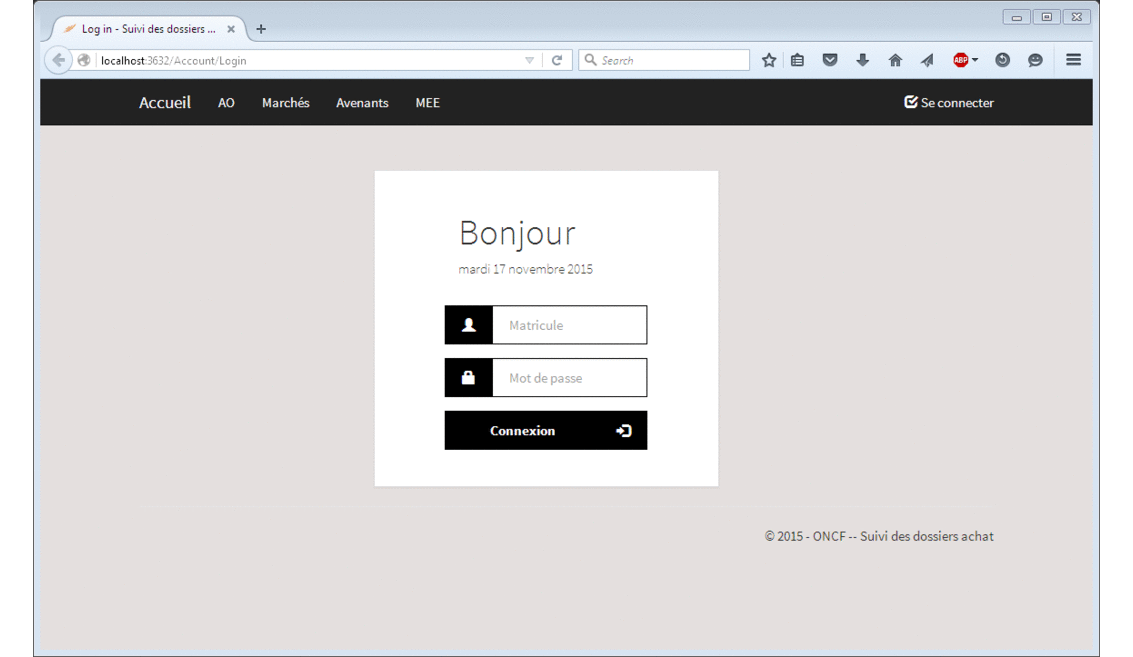 Log in - Suivi des dossiers ...
localhost:3632/Account/Login
Search
ABP
Accueil AO Marchés Avenants MEE Se connecter
Bonjour
mardi 17 novembre 2015
Matricule
Mot de passe
Connexion
© 2015 - ONCF -- Suivi des dossiers achat